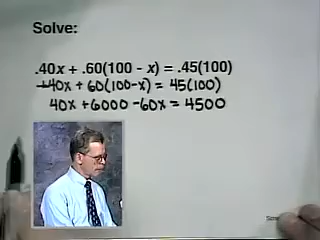 Solve:
.40x + .60(100 - x) = .45(100)
40x + 60(100-x) = 45(100)
40x + 6000 - 60x = 4500